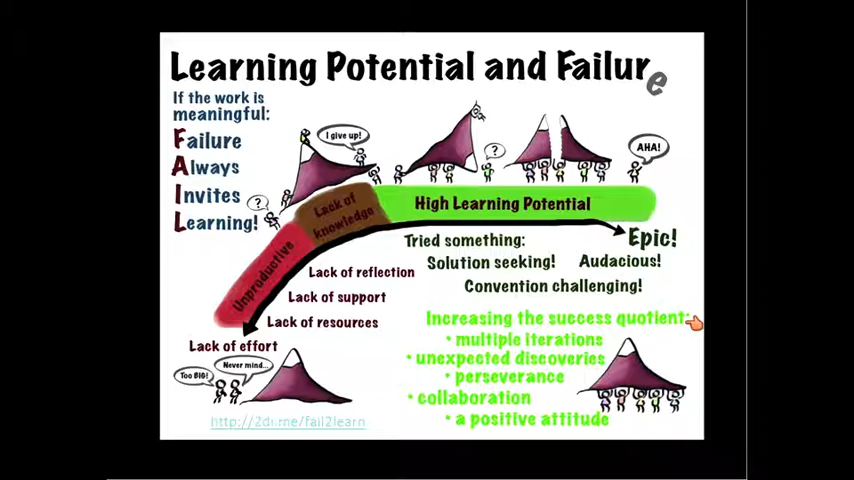 Learning Potential and Failure
If the work is
meaningful:
Failure
Always
Invites
Learning!
?
I give up!
?
AHA!
Unproductive
Lack of
knowledge
High Learning Potential
Epic!
Tried something:
Solution seeking!
Audacious!
Convention challenging!
Lack of reflection
Lack of support
Lack of resources
Lack of effort
Too BIG!
Never mind...
Increasing the success quotient:
• multiple iterations
• unexpected discoveries
• perseverance
• collaboration
• a positive attitude
http://2di.me/fail2learn